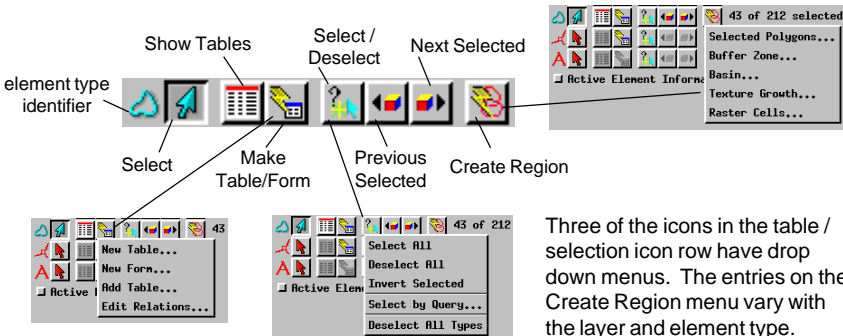 43 of 212 selected
Selected Polygons...
Buffer Zone...
Basin...
Texture Growth...
Raster Cells...
Active Element Informa
Show Tables
Select /
Deselect
Next Selected
element type
identifier
Select
Make
Table/Form
Previous
Selected
Create Region
43
New Table...
New Form...
Add Table...
Edit Relations...
Active
43 of 212
Select All
Deselect All
Invert Selected
Select by Query...
Deselect All Types
Active Elem
Three of the icons in the table /
selection icon row have drop
down menus. The entries on the
Create Region menu vary with
the layer and element type.